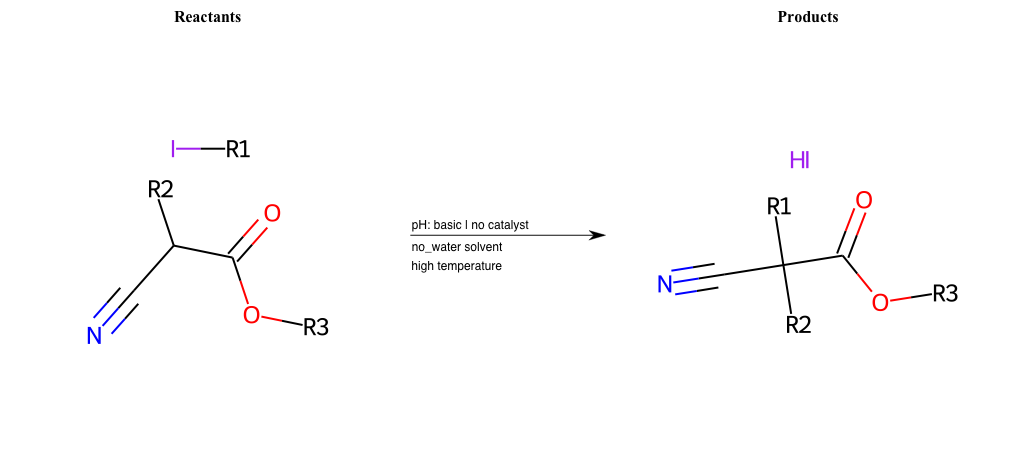 Reactants
Products
I R1
R2
O
N
O R3
pH: basic | no catalyst
no_water solvent
high temperature
HI
R1
O
N
O R3
R2